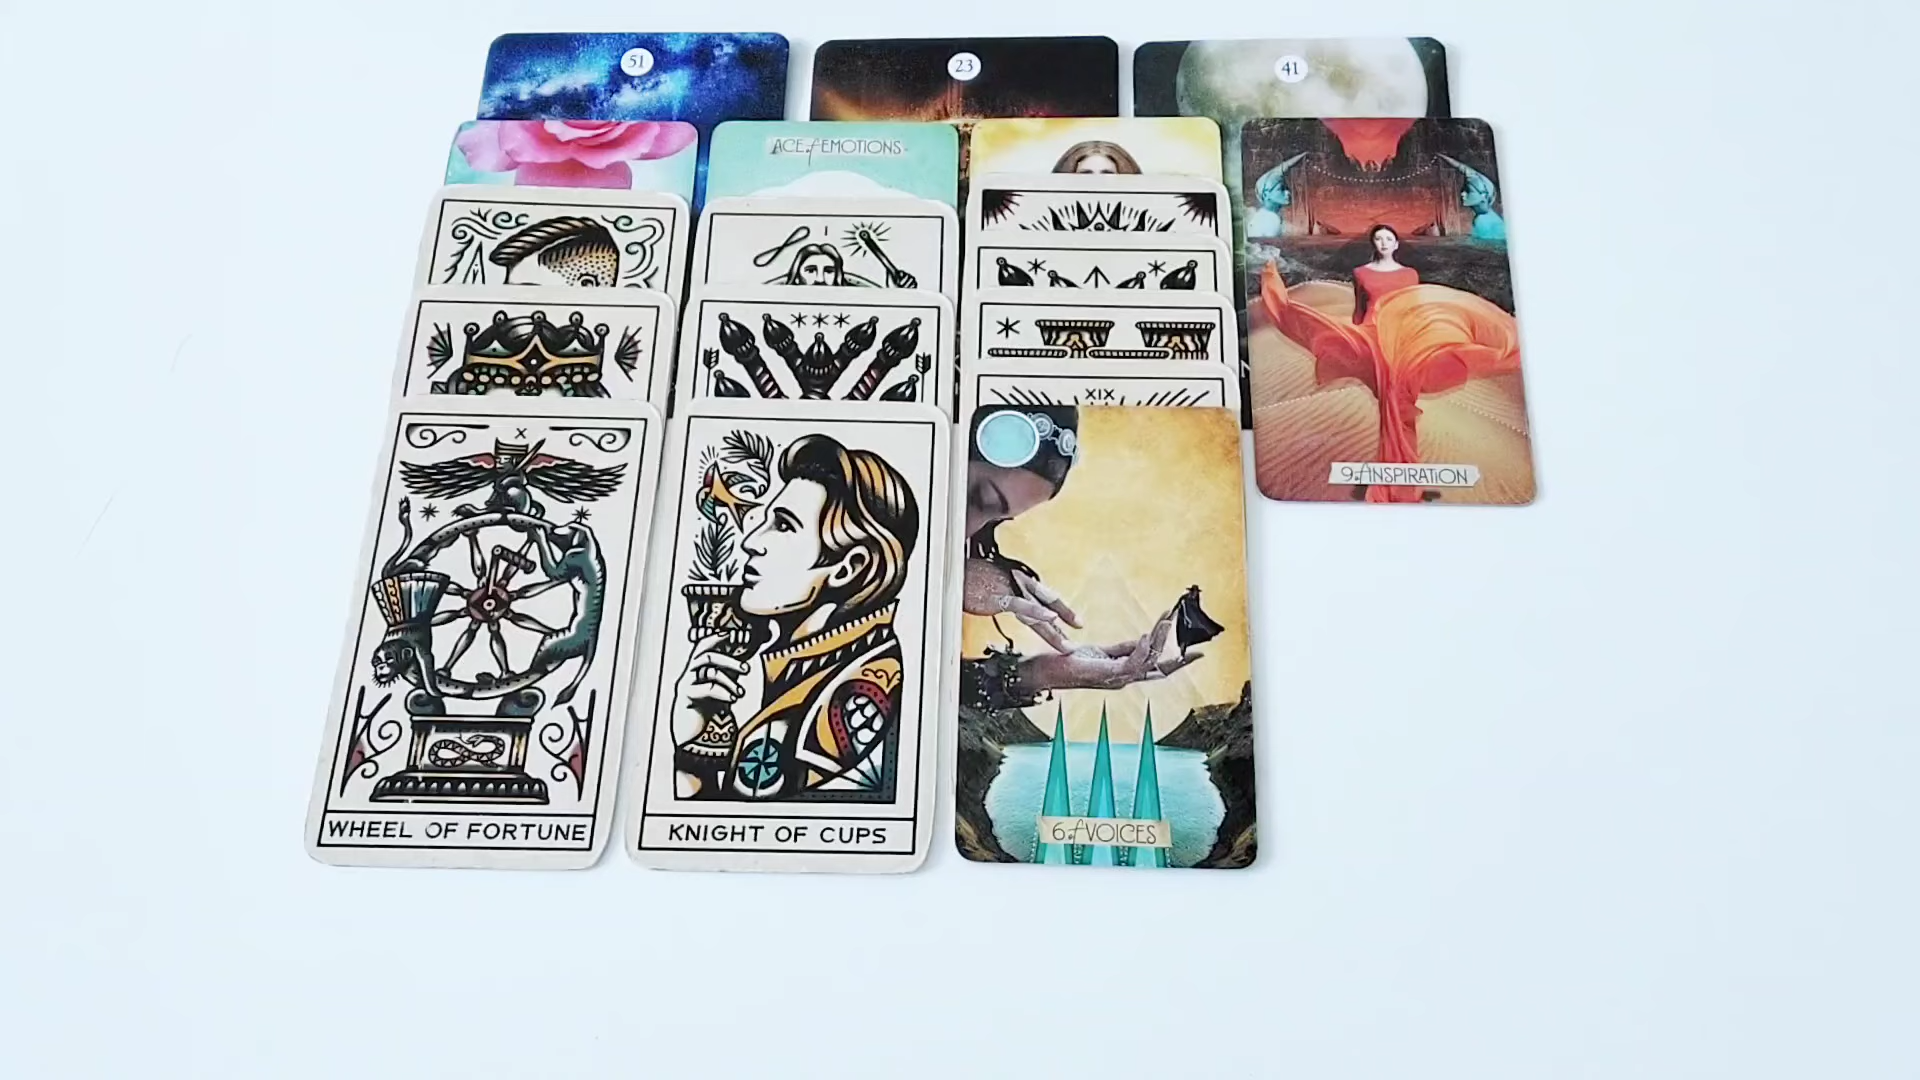 51
23
41
ACE of EMOTIONS
I
XIX
9 of INSPIRATION
X
WHEEL OF FORTUNE
KNIGHT OF CUPS
6 of VOICES